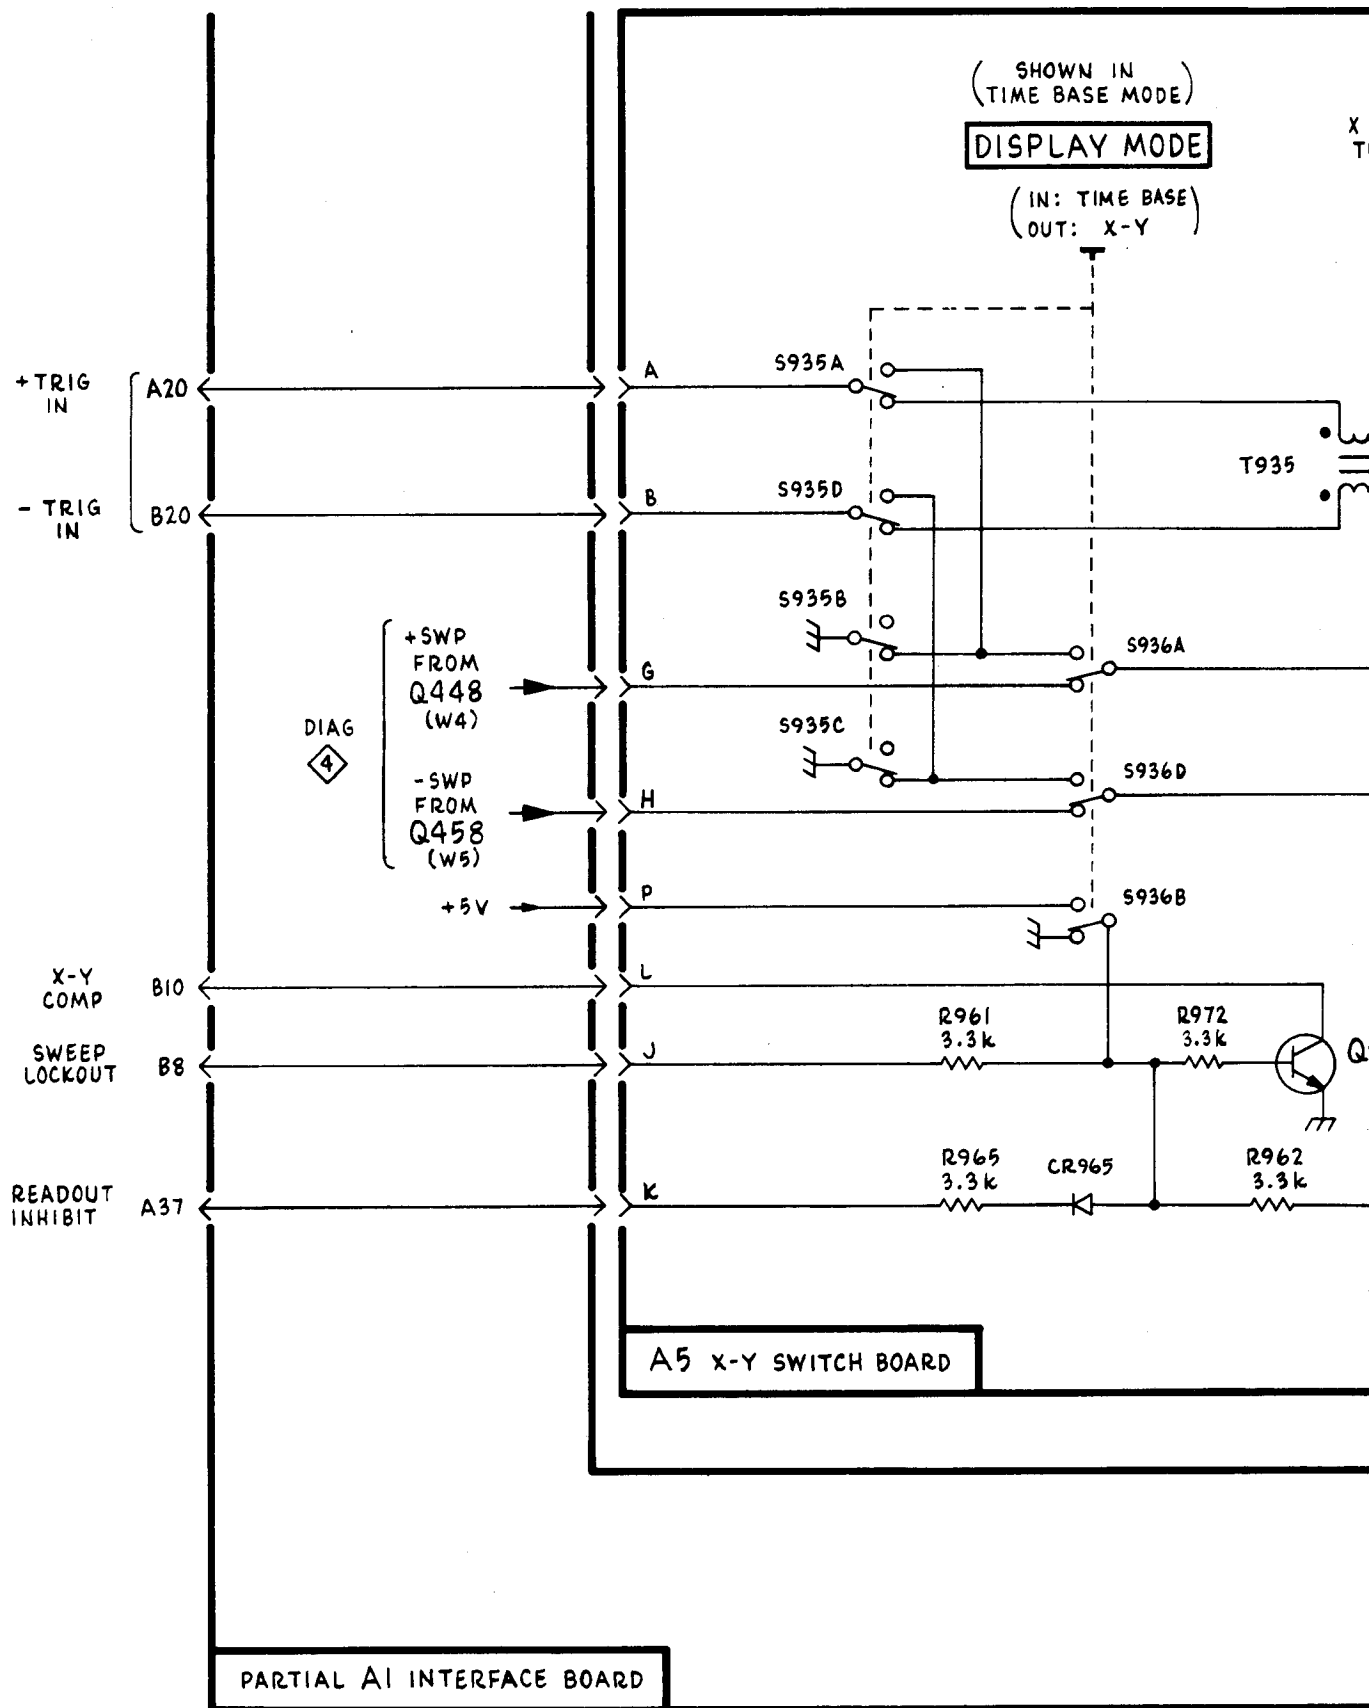 (SHOWN IN
TIME BASE MODE)
DISPLAY MODE
(IN: TIME BASE
OUT: X-Y)
X
+TRIG
IN
A20
A
S935A
T935
- TRIG
IN
B20
B
S935D
S935B
+SWP
FROM
Q448
(W4)
G
S936A
DIAG
4
S935C
-SWP
FROM
Q458
(W5)
H
S936D
+5V
P
S936B
X-Y
COMP
B10
L
SWEEP
LOCKOUT
B8
J
R961
3.3k
R972
3.3k
READOUT
INHIBIT
A37
K
R965
3.3k
CR965
R962
3.3k
A5 X-Y SWITCH BOARD
PARTIAL A1 INTERFACE BOARD